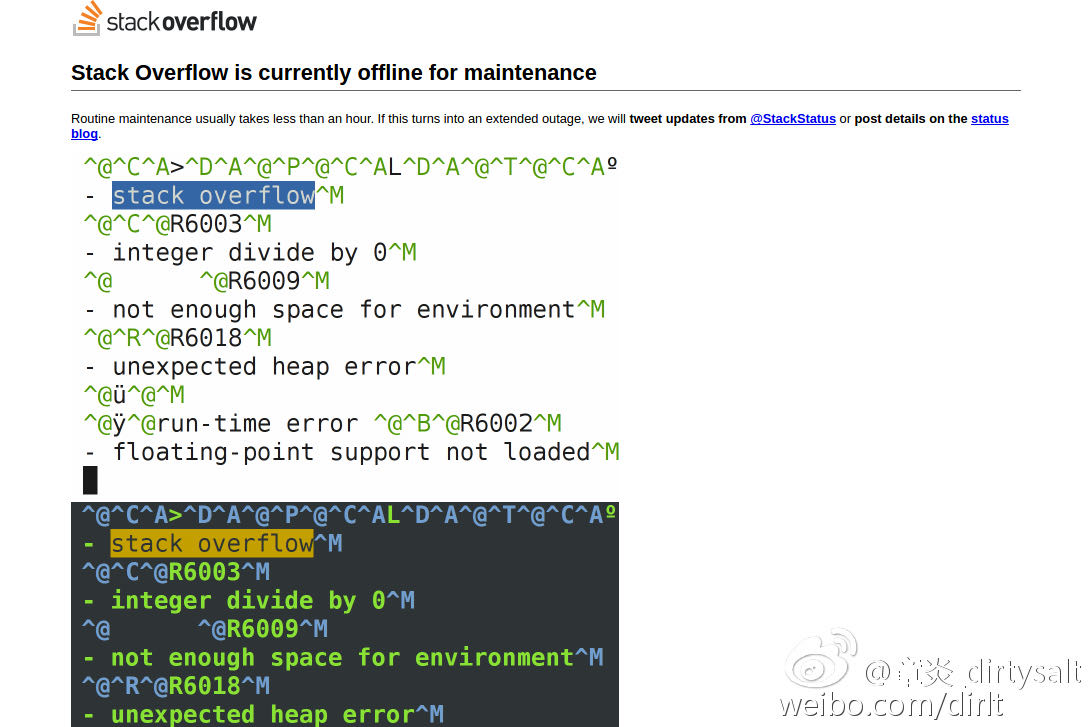 stackoverflow
Stack Overflow is currently offline for maintenance
Routine maintenance usually takes less than an hour. If this turns into an extended outage, we will tweet updates from @StackStatus or post details on the status
blog.
^@^C^A>^D^A^@^P^@^C^AL^D^A^@^T^@^C^Aº
- stack overflow^M
^@^C^@R6003^M
- integer divide by 0^M
^@      ^@R6009^M
- not enough space for environment^M
^@^R^@R6018^M
- unexpected heap error^M
^@ü^@^M
^@ÿ^@run-time error ^@^B^@R6002^M
- floating-point support not loaded^M
^@^C^A>^D^A^@^P^@^C^AL^D^A^@^T^@^C^Aº
- stack overflow^M
^@^C^@R6003^M
- integer divide by 0^M
^@      ^@R6009^M
- not enough space for environment^M
^@^R^@R6018^M
- unexpected heap error^M
_dirtysalt
weibo.com/dirlt